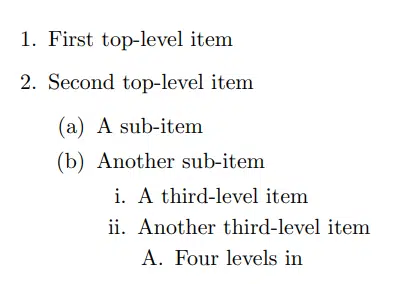 1. First top-level item
2. Second top-level item
(a) A sub-item
(b) Another sub-item
i. A third-level item
ii. Another third-level item
A. Four levels in